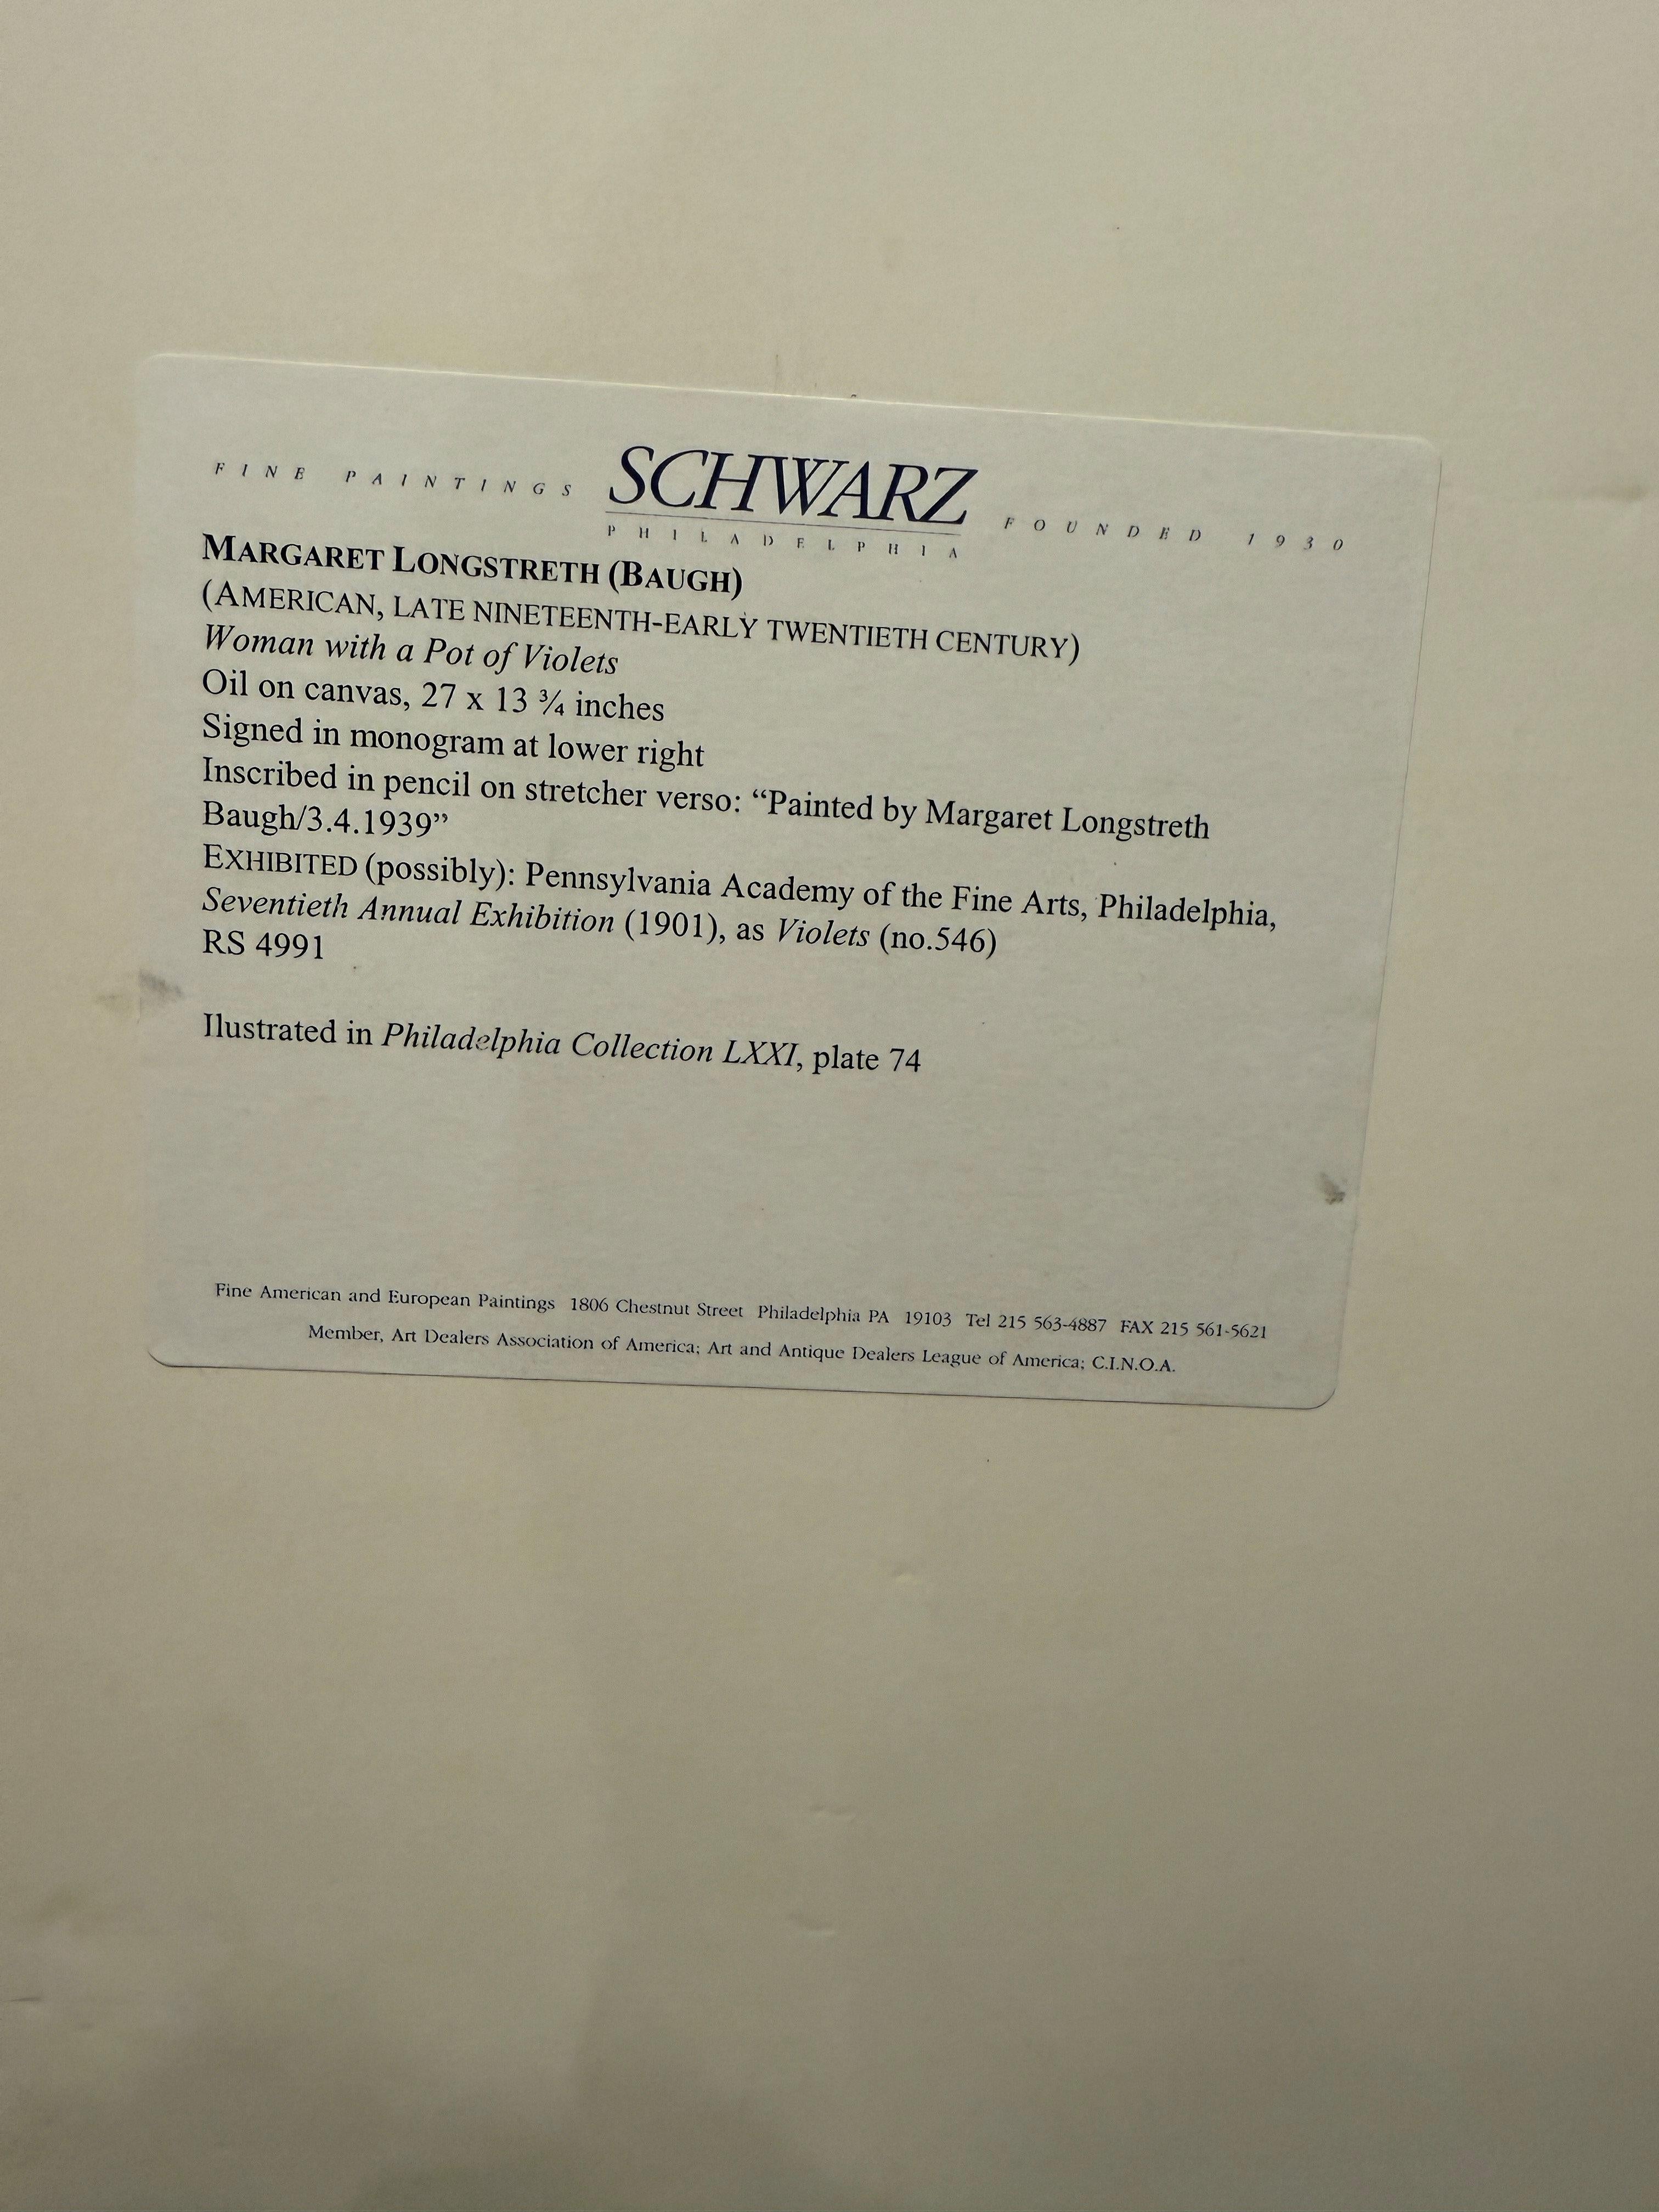 FINE PAINTINGS SCHWARZ FOUNDED 1930
PHILADELPHIA
MARGARET LONGSTRETH (BAUGH)
(AMERICAN, LATE NINETEENTH-EARLY TWENTIETH CENTURY)
Woman with a Pot of Violets
Oil on canvas, 27 x 13 ¾ inches
Signed in monogram at lower right
Inscribed in pencil on stretcher verso: “Painted by Margaret Longstreth
Baugh/3.4.1939”
EXHIBITED (possibly): Pennsylvania Academy of the Fine Arts, Philadelphia,
Seventieth Annual Exhibition (1901), as Violets (no.546)
RS 4991
Ilustrated in Philadelphia Collection LXXI, plate 74
Fine American and European Paintings 1806 Chestnut Street Philadelphia PA 19103 Tel 215 563-4887 FAX 215 561-5621
Member, Art Dealers Association of America; Art and Antique Dealers League of America; C.I.N.O.A.